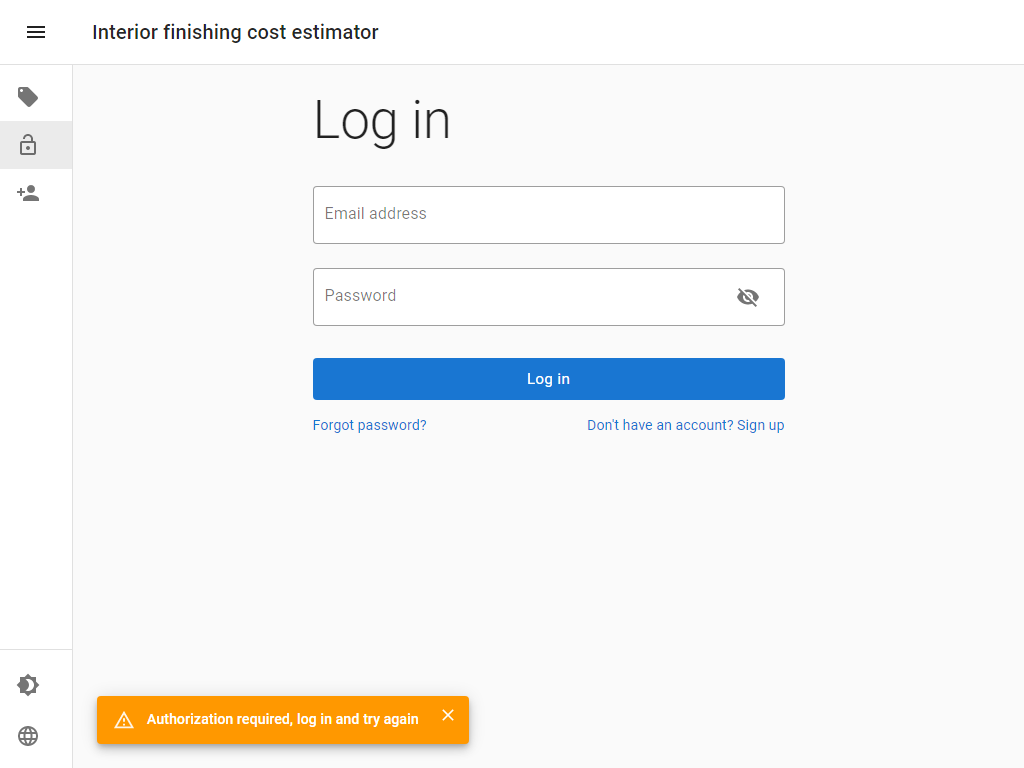 Interior finishing cost estimator
Log in
Email address
Password
Log in
Forgot password?
Don't have an account? Sign up
Authorization required, log in and try again